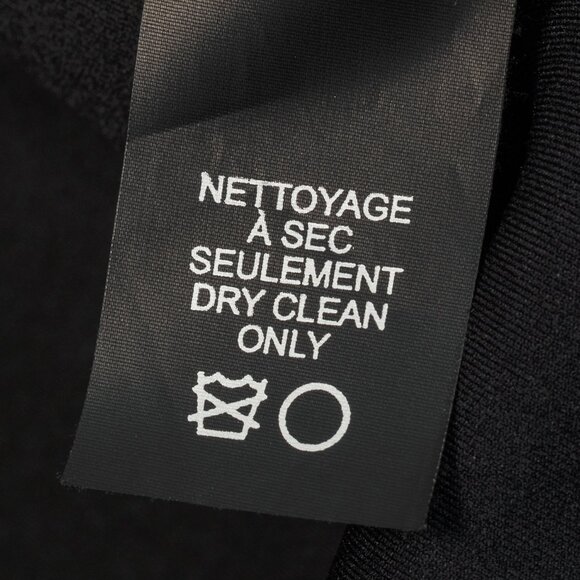 NETTOYAGE
À SEC
SEULEMENT
DRY CLEAN
ONLY